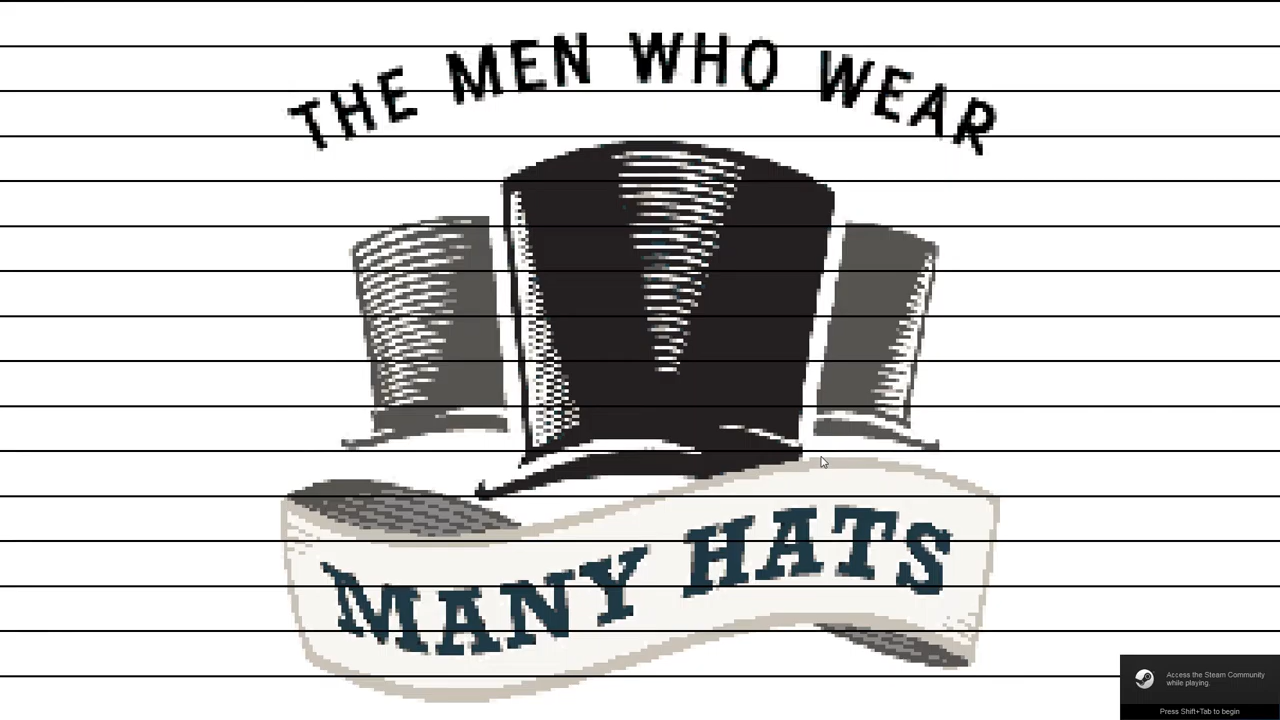 THE MEN WHO WEAR
MANY HATS
Access the Steam Community
while playing.
Press Shift+Tab to begin